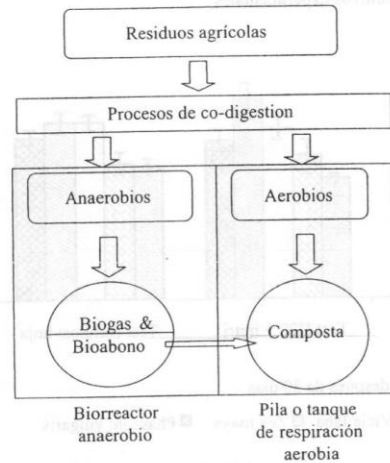 Residuos agrícolas
Procesos de co-digestion
Anaerobios
Aerobios
Biogas &
Bioabono
Composta
Biorreactor
anaerobio
Pila o tanque
de respiración
aerobia